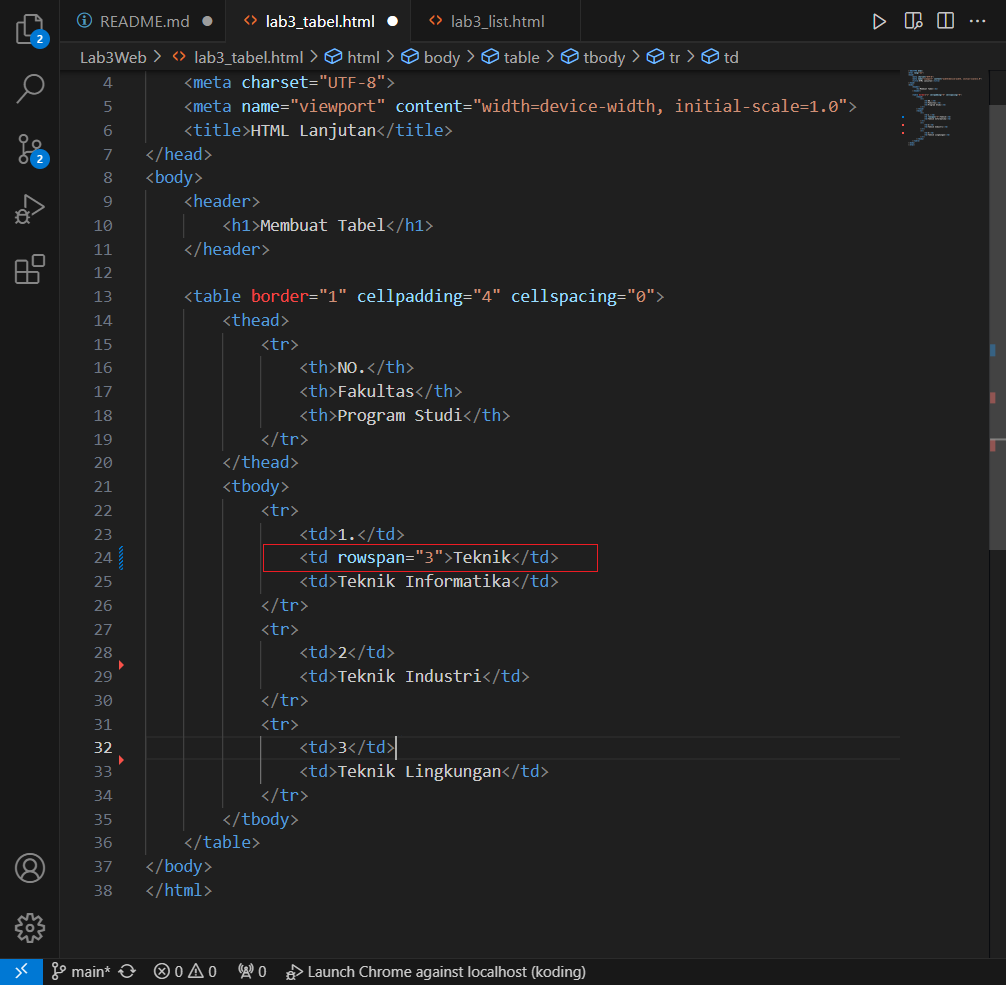 README.md
lab3_tabel.html
lab3_list.html
Lab3Web > lab3_tabel.html > html > body > table > tbody > tr > td
4 <meta charset="UTF-8">
5 <meta name="viewport" content="width=device-width, initial-scale=1.0">
6 <title>HTML Lanjutan</title>
7 </head>
8 <body>
9 <header>
10 <h1>Membuat Tabel</h1>
11 </header>
12
13 <table border="1" cellpadding="4" cellspacing="0">
14 <thead>
15 <tr>
16 <th>NO.</th>
17 <th>Fakultas</th>
18 <th>Program Studi</th>
19 </tr>
20 </thead>
21 <tbody>
22 <tr>
23 <td>1.</td>
24 <td rowspan="3">Teknik</td>
25 <td>Teknik Informatika</td>
26 </tr>
27 <tr>
28 <td>2</td>
29 <td>Teknik Industri</td>
30 </tr>
31 <tr>
32 <td>3</td>
33 <td>Teknik Lingkungan</td>
34 </tr>
35 </tbody>
36 </table>
37 </body>
38 </html>
2
2
main* 0 0 0 Launch Chrome against localhost (koding)